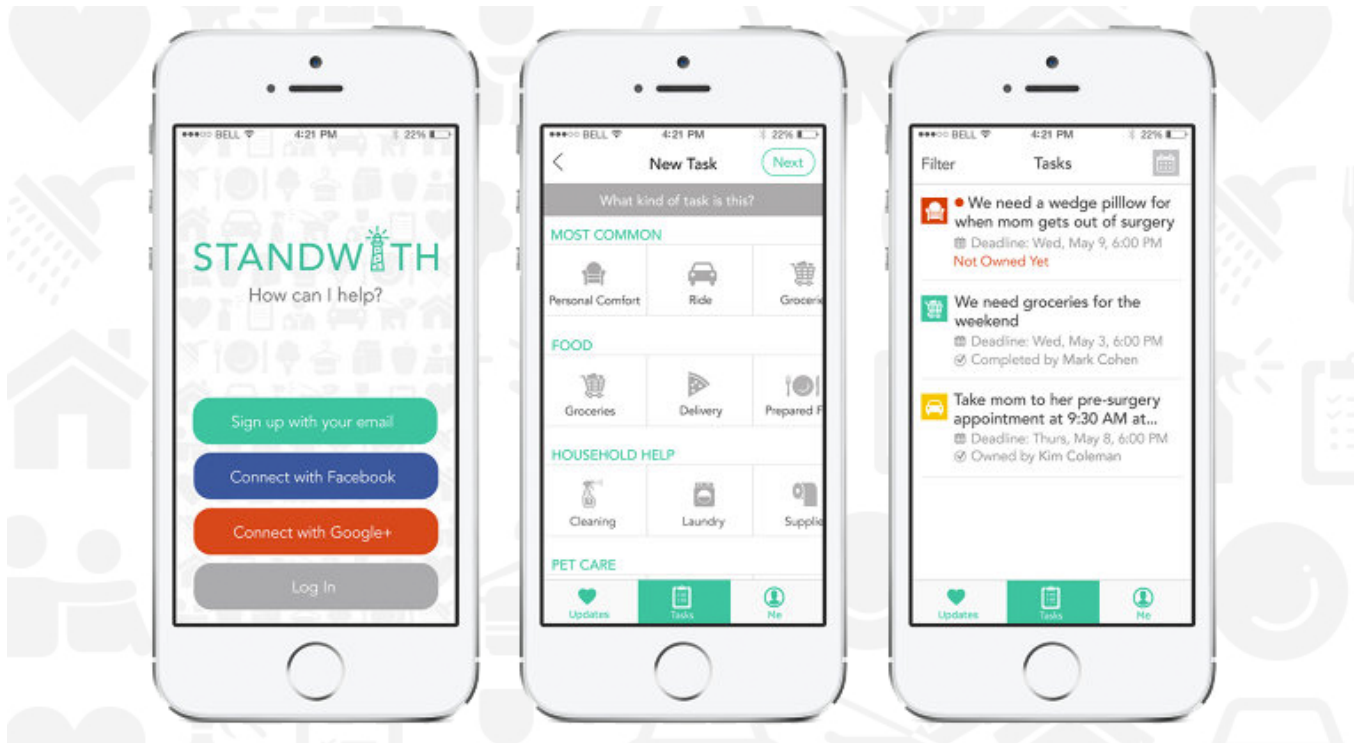 BELL 4:21 PM 22%
STANDWITH
How can I help?
Sign up with your email
Connect with Facebook
Connect with Google+
Log In
BELL 4:21 PM 22%
New Task Next
What kind of task is this?
MOST COMMON
Personal Comfort Ride Grocerie
FOOD
Groceries Delivery Prepared F
HOUSEHOLD HELP
Cleaning Laundry Supplie
PET CARE
Updates Tasks Me
BELL 4:21 PM 22%
Filter Tasks
We need a wedge pilllow for
when mom gets out of surgery
Deadline: Wed, May 9, 6:00 PM
Not Owned Yet
We need groceries for the
weekend
Deadline: Wed, May 3, 6:00 PM
Completed by Mark Cohen
Take mom to her pre-surgery
appointment at 9:30 AM at...
Deadline: Thurs, May 8, 6:00 PM
Owned by Kim Coleman
Updates Tasks Me